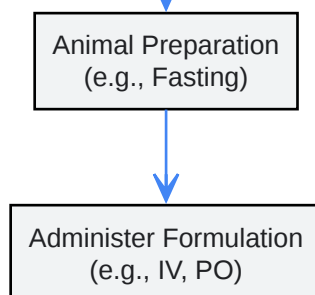 Animal Preparation
(e.g., Fasting)
Administer Formulation
(e.g., IV, PO)